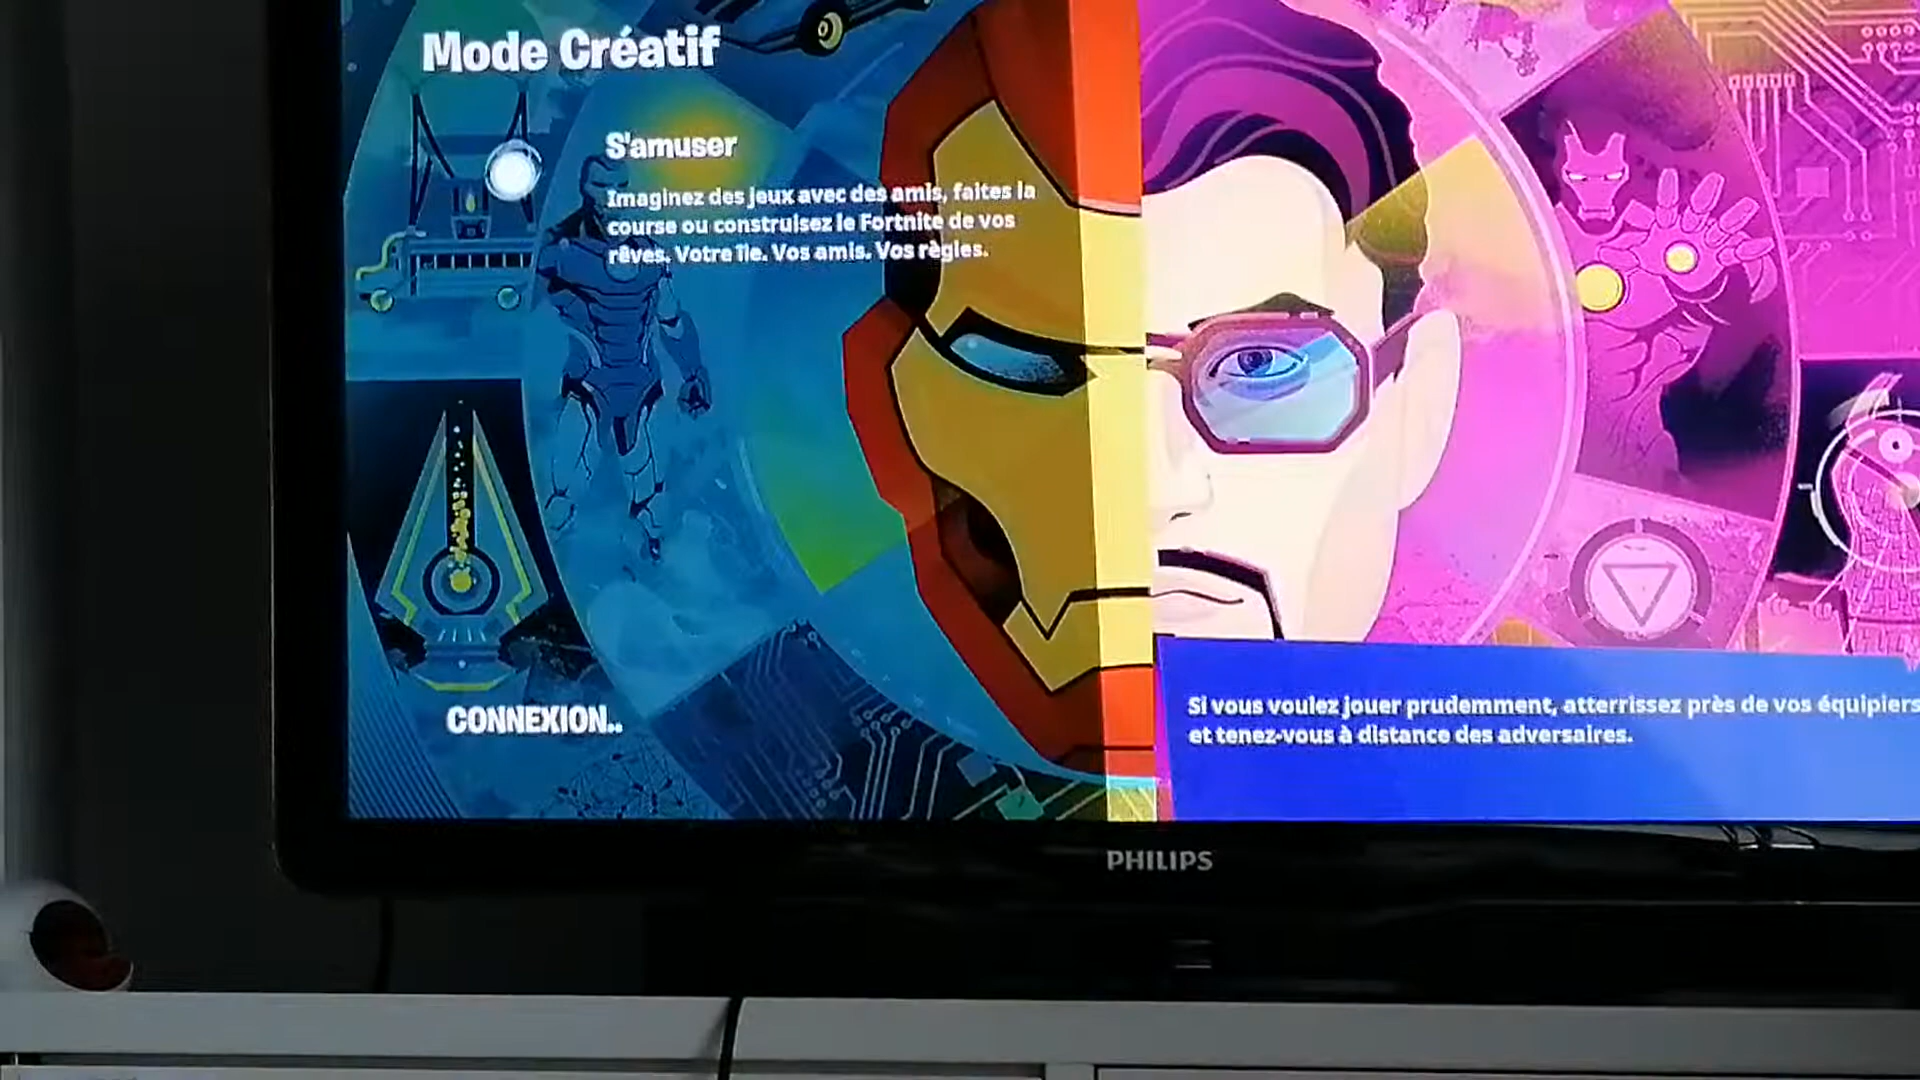 Mode Créatif
S'amuser
Imaginez des jeux avec des amis, faites la
course ou construisez le Fortnite de vos
rêves. Votre île. Vos amis. Vos règles.
CONNEXION..
Si vous voulez jouer prudemment, atterrissez près de vos équipiers
et tenez-vous à distance des adversaires.
PHILIPS